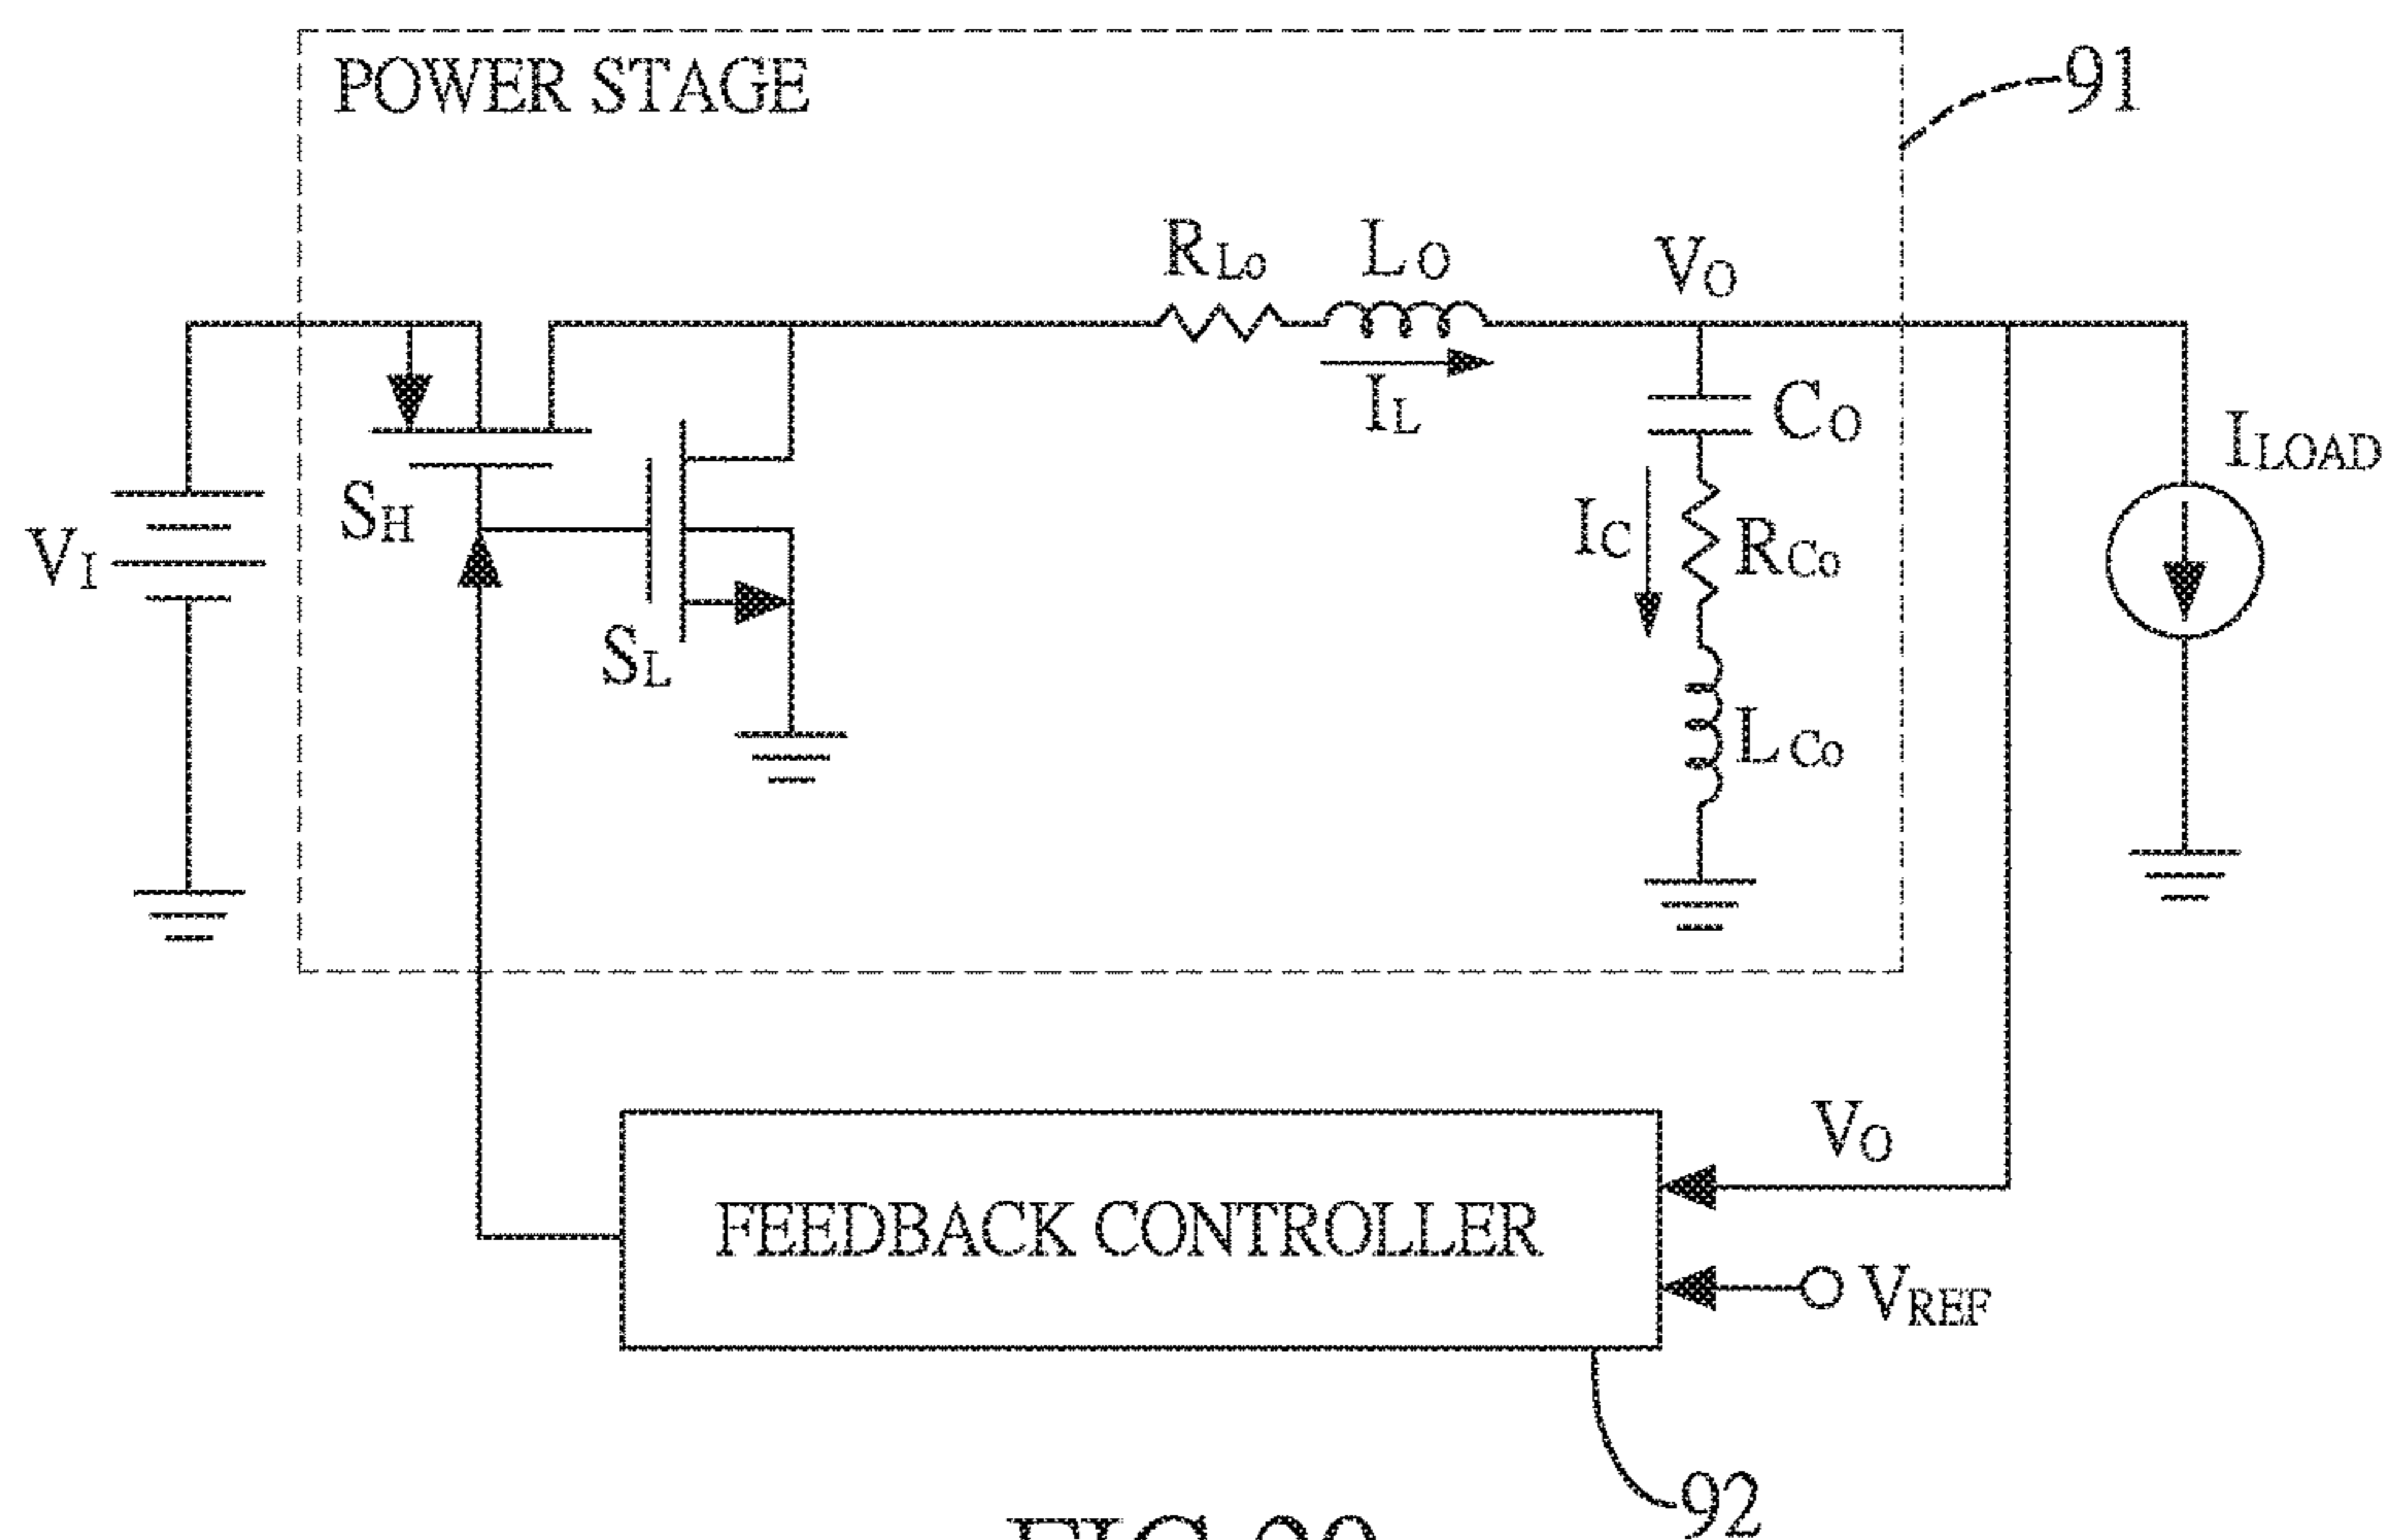 POWER STAGE
91
RLo
LO
VO
IL
CO
ILOAD
VI
SH
IC
RCo
SL
LCo
VO
FEEDBACK CONTROLLER
VREF
92